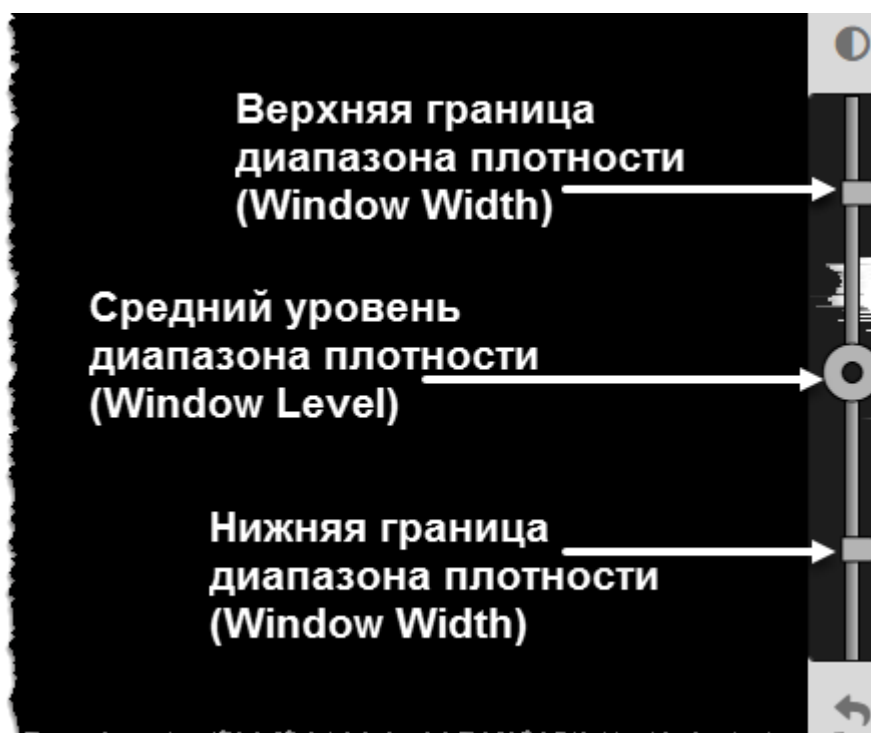 Верхняя граница
диапазона плотности
(Window Width)
Средний уровень
диапазона плотности
(Window Level)
Нижняя граница
диапазона плотности
(Window Width)